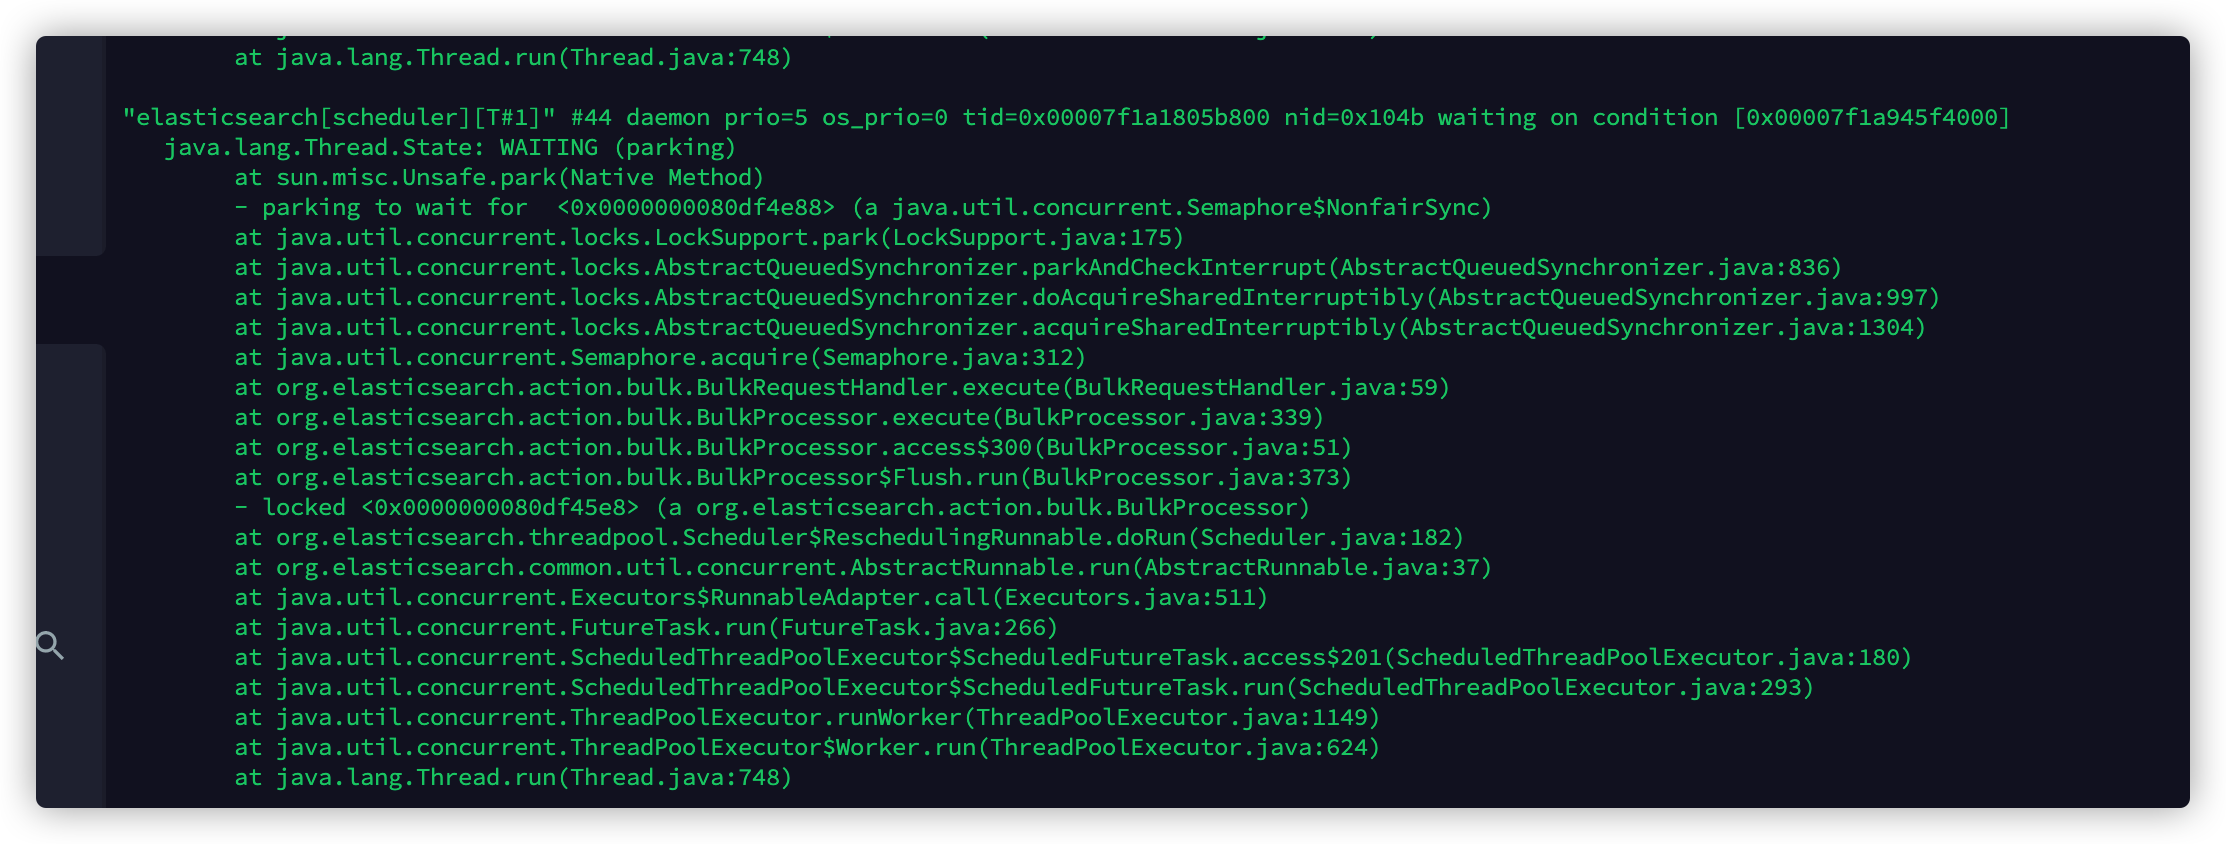 at java.lang.Thread.run(Thread.java:748)
"elasticsearch[scheduler][T#1]" #44 daemon prio=5 os_prio=0 tid=0x00007f1a1805b800 nid=0x104b waiting on condition [0x00007f1a945f4000]
java.lang.Thread.State: WAITING (parking)
at sun.misc.Unsafe.park(Native Method)
- parking to wait for  <0x0000000080df4e88> (a java.util.concurrent.Semaphore$NonfairSync)
at java.util.concurrent.locks.LockSupport.park(LockSupport.java:175)
at java.util.concurrent.locks.AbstractQueuedSynchronizer.parkAndCheckInterrupt(AbstractQueuedSynchronizer.java:836)
at java.util.concurrent.locks.AbstractQueuedSynchronizer.doAcquireSharedInterruptibly(AbstractQueuedSynchronizer.java:997)
at java.util.concurrent.locks.AbstractQueuedSynchronizer.acquireSharedInterruptibly(AbstractQueuedSynchronizer.java:1304)
at java.util.concurrent.Semaphore.acquire(Semaphore.java:312)
at org.elasticsearch.action.bulk.BulkRequestHandler.execute(BulkRequestHandler.java:59)
at org.elasticsearch.action.bulk.BulkProcessor.execute(BulkProcessor.java:339)
at org.elasticsearch.action.bulk.BulkProcessor.access$300(BulkProcessor.java:51)
at org.elasticsearch.action.bulk.BulkProcessor$Flush.run(BulkProcessor.java:373)
- locked <0x0000000080df45e8> (a org.elasticsearch.action.bulk.BulkProcessor)
at org.elasticsearch.threadpool.Scheduler$ReschedulingRunnable.doRun(Scheduler.java:182)
at org.elasticsearch.common.util.concurrent.AbstractRunnable.run(AbstractRunnable.java:37)
at java.util.concurrent.Executors$RunnableAdapter.call(Executors.java:511)
at java.util.concurrent.FutureTask.run(FutureTask.java:266)
at java.util.concurrent.ScheduledThreadPoolExecutor$ScheduledFutureTask.access$201(ScheduledThreadPoolExecutor.java:180)
at java.util.concurrent.ScheduledThreadPoolExecutor$ScheduledFutureTask.run(ScheduledThreadPoolExecutor.java:293)
at java.util.concurrent.ThreadPoolExecutor.runWorker(ThreadPoolExecutor.java:1149)
at java.util.concurrent.ThreadPoolExecutor$Worker.run(ThreadPoolExecutor.java:624)
at java.lang.Thread.run(Thread.java:748)